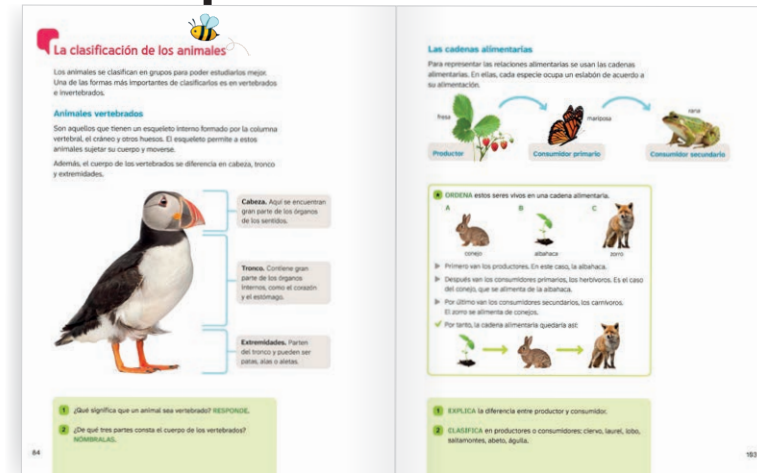 La clasificación de los animales
Los animales se clasifican en grupos para poder estudiarlos mejor.
Una de las formas más importantes de clasificarlos es en vertebrados
e invertebrados.
Animales vertebrados
Son aquellos que tienen un esqueleto interno formado por la columna
vertebral, el cráneo y otros huesos. El esqueleto permite a estos
animales sujetar su cuerpo y moverse.
Además, el cuerpo de los vertebrados se diferencia en cabeza, tronco
y extremidades.
Cabeza. Aquí se encuentran
gran parte de los órganos
de los sentidos.
Tronco. Contiene gran
parte de los órganos
internos, como el corazón
y el estómago.
Extremidades. Parten
del tronco y pueden ser
patas, alas o aletas.
1 ¿Qué significa que un animal sea vertebrado? RESPONDE.
2 ¿De qué tres partes consta el cuerpo de los vertebrados?
NÓMBRALAS.
84
Las cadenas alimentarias
Para representar las relaciones alimentarias se usan las cadenas
alimentarias. En ellas, cada especie ocupa un eslabón de acuerdo a
su alimentación.
fresa
mariposa
rana
Productor
Consumidor primario
Consumidor secundario
ORDENA estos seres vivos en una cadena alimentaria.
A B C
conejo albahaca zorro
Primero van los productores. En este caso, la albahaca.
Después van los consumidores primarios, los herbívoros. Es el caso
del conejo, que se alimenta de la albahaca.
Por último van los consumidores secundarios, los carnívoros.
El zorro se alimenta de conejos.
Por tanto, la cadena alimentaria quedaría así:
1 EXPLICA la diferencia entre productor y consumidor.
2 CLASIFICA en productores o consumidores: ciervo, laurel, lobo,
saltamontes, abeto, águila.